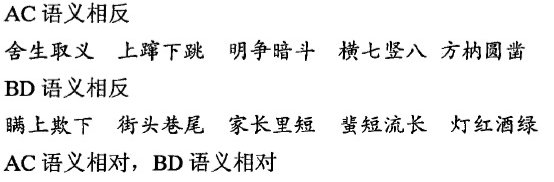 AC 语义相反
舍生取义 上蹿下跳 明争暗斗 横七竖八 方枘圆凿
BD 语义相反
瞒上欺下 街头巷尾 家长里短 蜚短流长 灯红酒绿
AC 语义相对，BD 语义相对